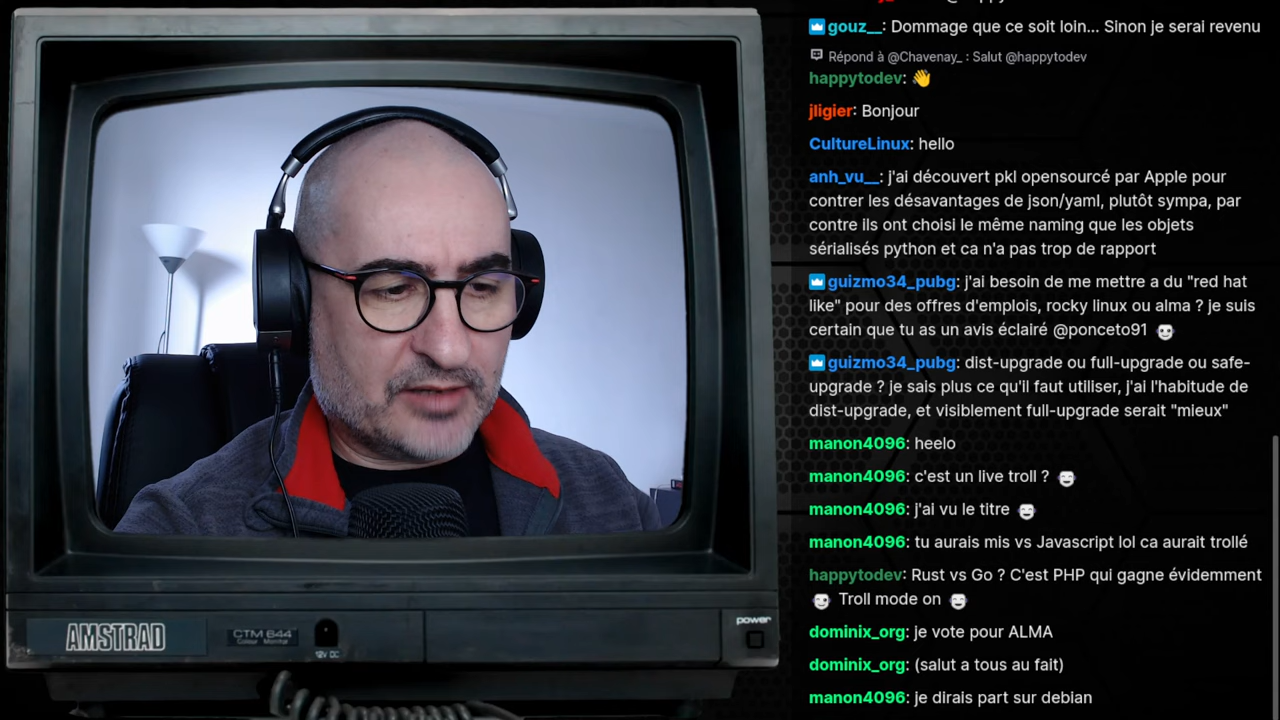 gouz__: Dommage que ce soit loin... Sinon je serai revenu
Répond à @Chavenay_ : Salut @happytodev
happytodev: 👋
jligier: Bonjour
CultureLinux: hello
anh_vu__: j'ai découvert pkl opensourcé par Apple pour
contrer les désavantages de json/yaml, plutôt sympa, par
contre ils ont choisi le même naming que les objets
sérialisés python et ca n'a pas trop de rapport
guizmo34_pubg: j'ai besoin de me mettre a du "red hat
like" pour des offres d'emplois, rocky linux ou alma ? je suis
certain que tu as un avis éclairé @ponceto91
guizmo34_pubg: dist-upgrade ou full-upgrade ou safe-
upgrade ? je sais plus ce qu'il faut utiliser, j'ai l'habitude de
dist-upgrade, et visiblement full-upgrade serait "mieux"
manon4096: heelo
manon4096: c'est un live troll ?
manon4096: j'ai vu le titre
manon4096: tu aurais mis vs Javascript lol ca aurait trollé
happytodev: Rust vs Go ? C'est PHP qui gagne évidemment
Troll mode on
dominix_org: je vote pour ALMA
dominix_org: (salut a tous au fait)
manon4096: je dirais part sur debian
AMSTRAD
CTM 644
Colour Monitor
12V DC
power